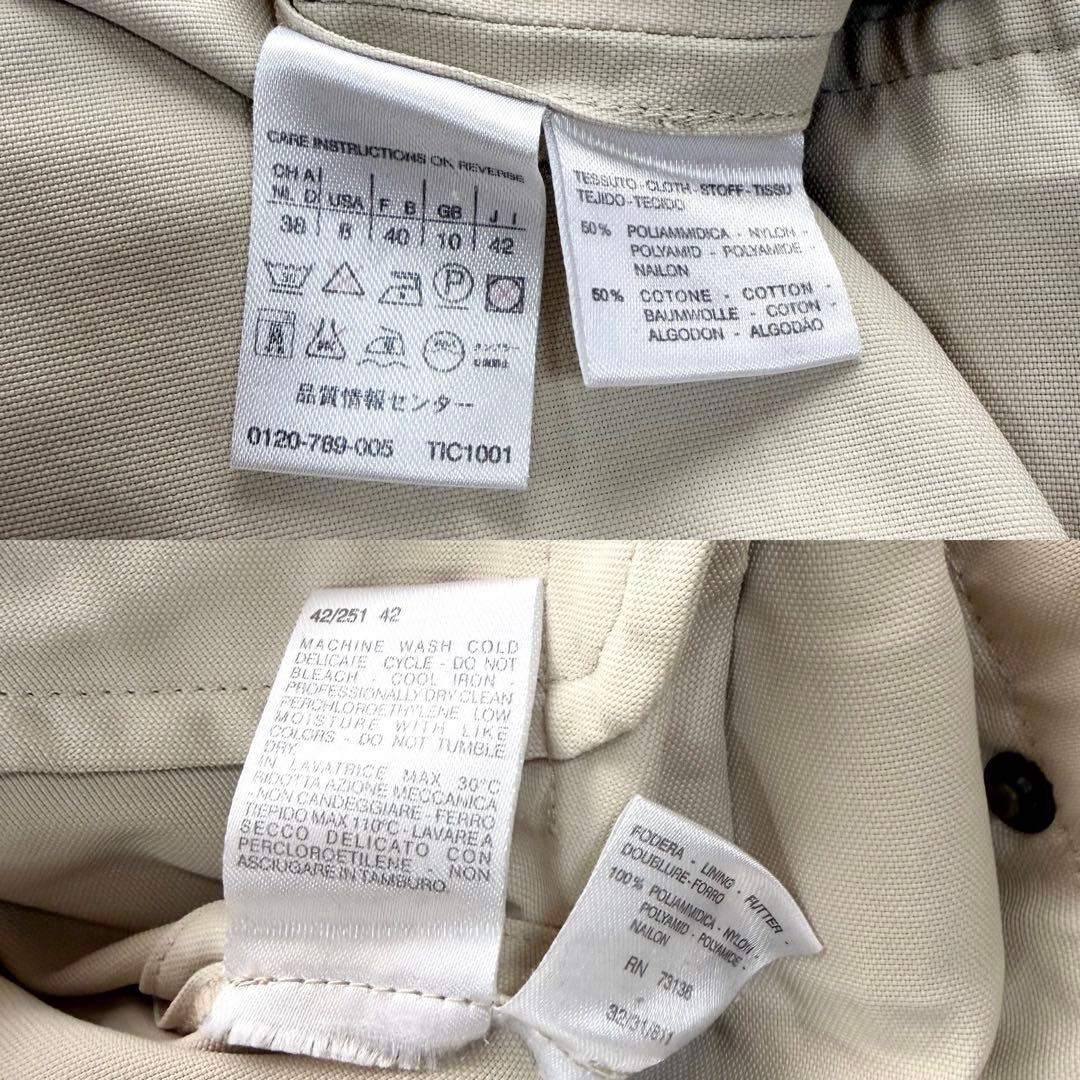 CARE INSTRUCTIONS ON REVERSE
CH A
NL D USA F B GB J I
38 8 40 10 42
30 P
品質情報センター
0120-789-005 TIC1001
TESSUTO - CLOTH - STOFF - TISSU
TEJIDO - TECIDO
50% POLIAMMIDICA - NYLON -
POLYAMID - POLYAMIDE
NAILON
50% COTONE - COTTON -
BAUMWOLLE - COTON -
ALGODON - ALGODÃO
42/251 42
MACHINE WASH COLD
DELICATE CYCLE - DO NOT
BLEACH - COOL IRON -
PROFESSIONALLY DRY CLEAN
PERCHLOROETHYLENE LOW
MOISTURE WITH LIKE
COLORS - DO NOT TUMBLE
DRY.
IN LAVATRICE MAX 30°C
RIDOTTA AZIONE MECCANICA
- NON CANDEGGIARE - FERRO
TIEPIDO MAX 110°C - LAVARE A
SECCO DELICATO CON
PERCLOROETILENE - NON
ASCIUGARE IN TAMBURO.
FODERA - LINING - FUTTER -
DOUBLURE - FORRO
100% POLIAMMIDICA - NYLON -
POLYAMID - POLYAMIDE -
NAILON
RN 73136
32/31/811